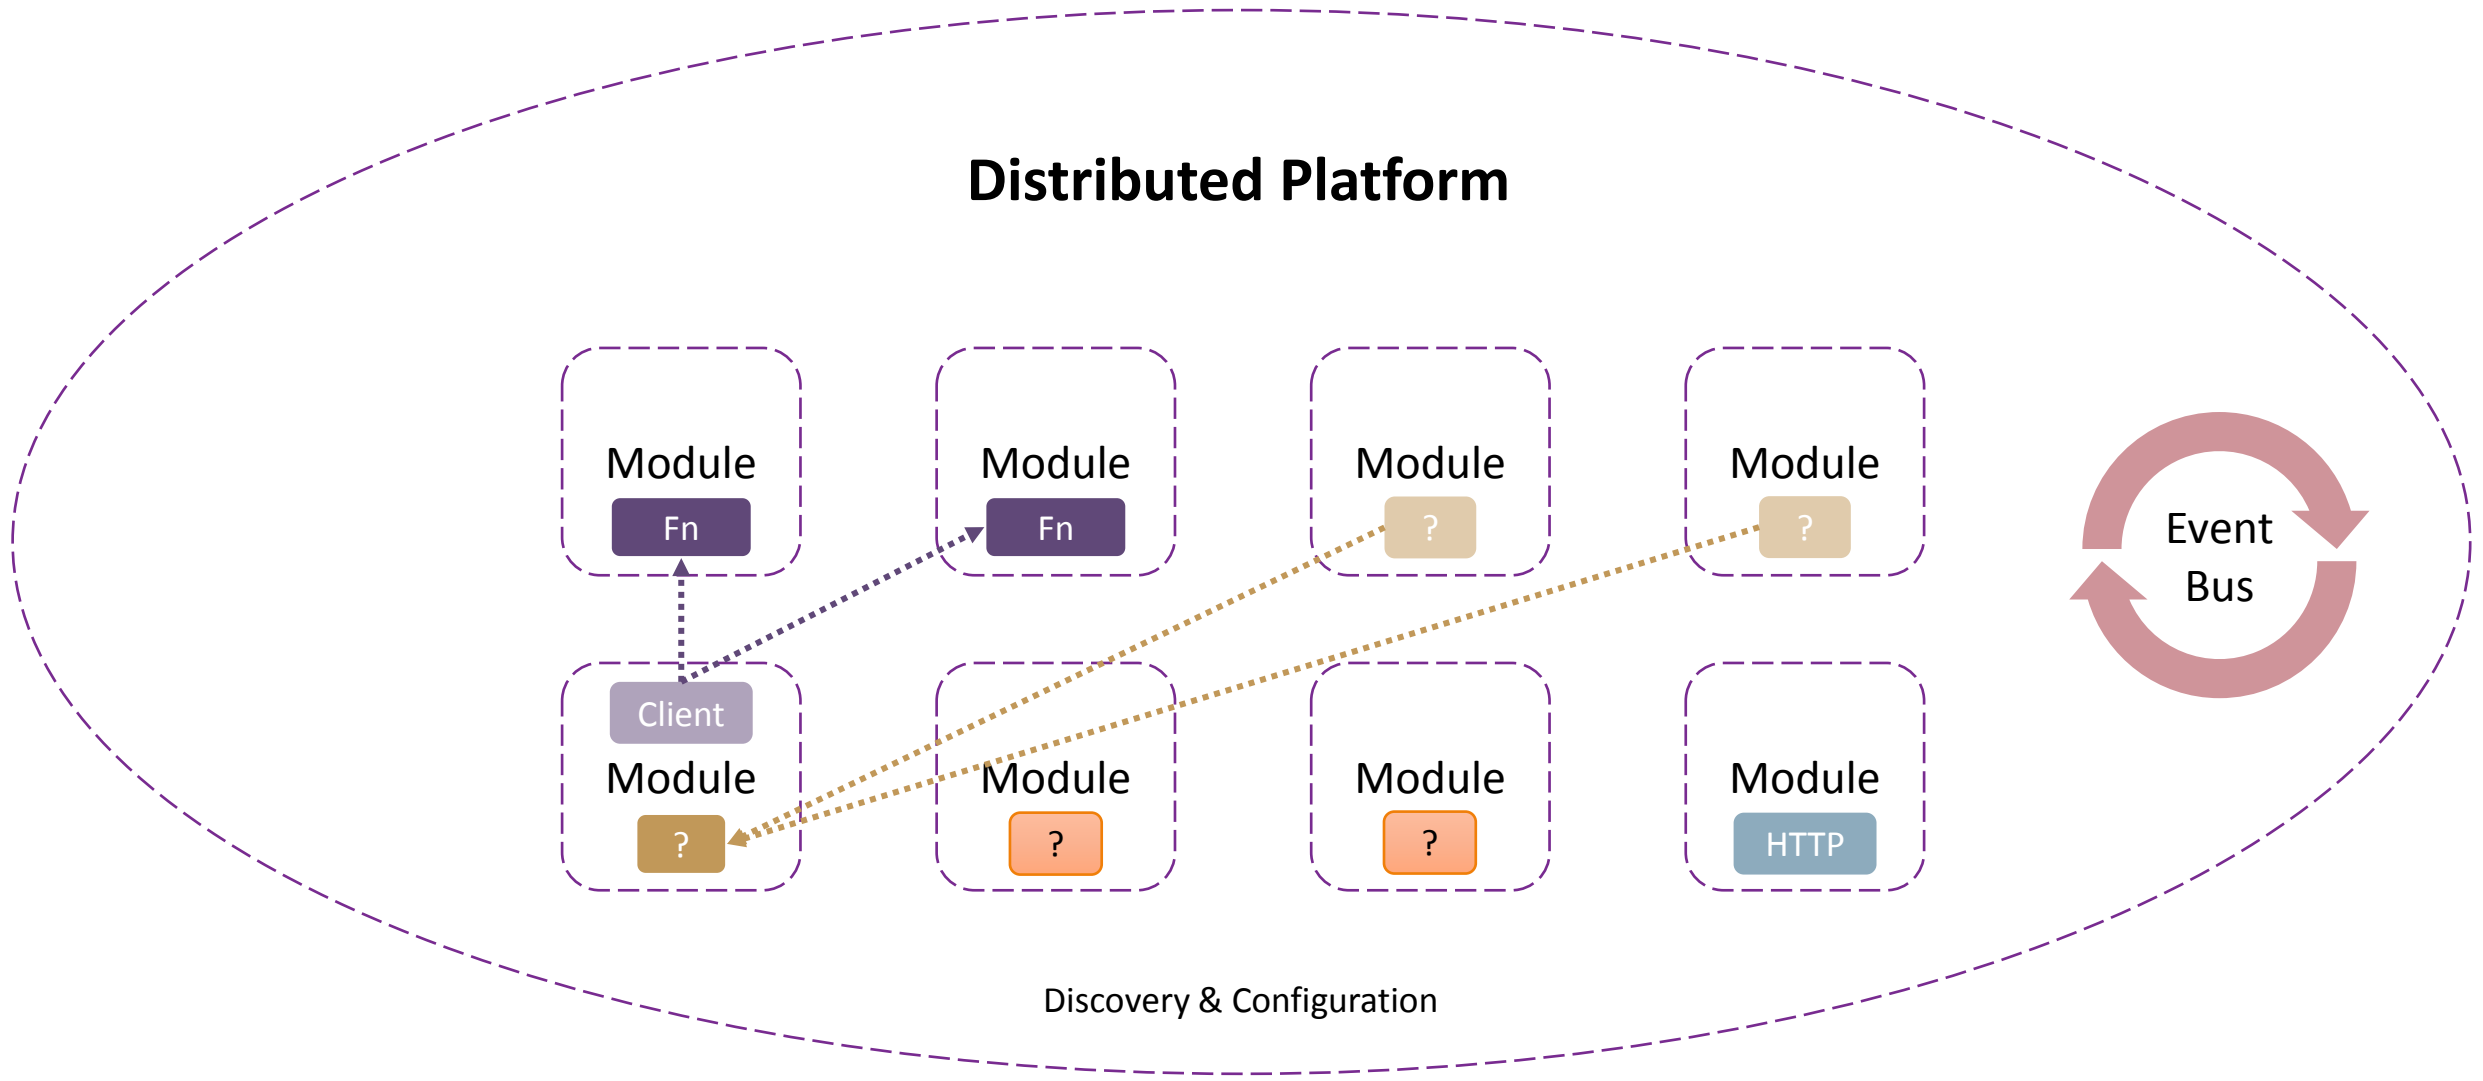 Distributed Platform
Module
Fn
Module
Fn
Module
?
Module
?
Event
Bus
Client
Module
?
Module
?
Module
?
Module
HTTP
Discovery & Configuration